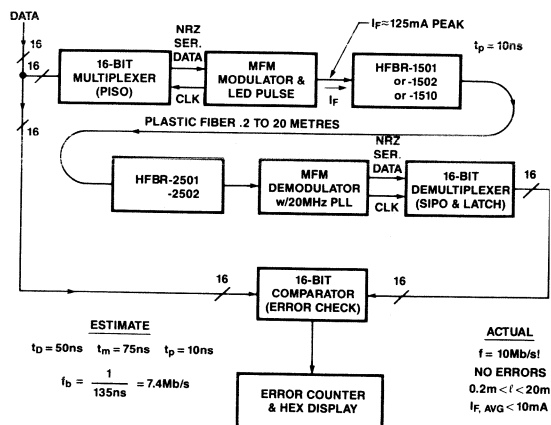 DATA
16
16
16
16-BIT
MULTIPLEXER
(PISO)
NRZ
SER.
DATA
CLK
MFM
MODULATOR &
LED PULSE
IF≈125mA PEAK
IF
tp = 10ns
HFBR-1501
or -1502
or -1510
PLASTIC FIBER .2 TO 20 METRES
HFBR-2501
-2502
MFM
DEMODULATOR
w/20MHz PLL
NRZ
SER.
DATA
CLK
16-BIT
DEMULTIPLEXER
(SIPO & LATCH)
16
16
16
16-BIT
COMPARATOR
(ERROR CHECK)
16
ERROR COUNTER
& HEX DISPLAY
ESTIMATE
tD = 50ns tm = 75ns tp = 10ns
fb = 1/135ns = 7.4Mb/s
ACTUAL
f = 10Mb/s!
NO ERRORS
0.2m < ℓ < 20m
IF, AVG < 10mA